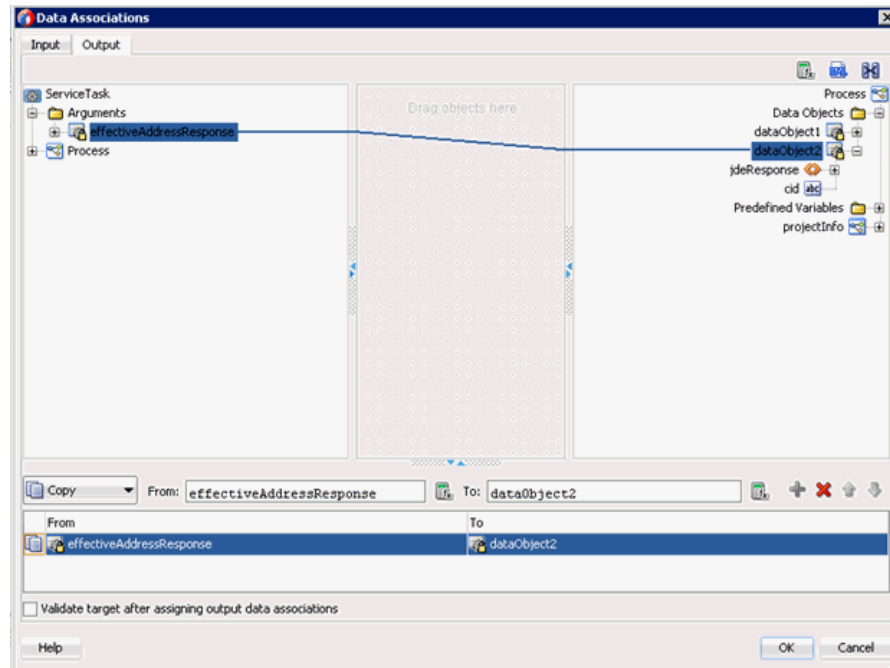 Data Associations
Input Output
ServiceTask
Arguments
effectiveAddressResponse
Process
Drag objects here
Process
Data Objects
dataObject1
dataObject2
jdeResponse
cid abc
Predefined Variables
projectInfo
Copy From: effectiveAddressResponse To: dataObject2
From To
effectiveAddressResponse dataObject2
Validate target after assigning output data associations
Help OK Cancel